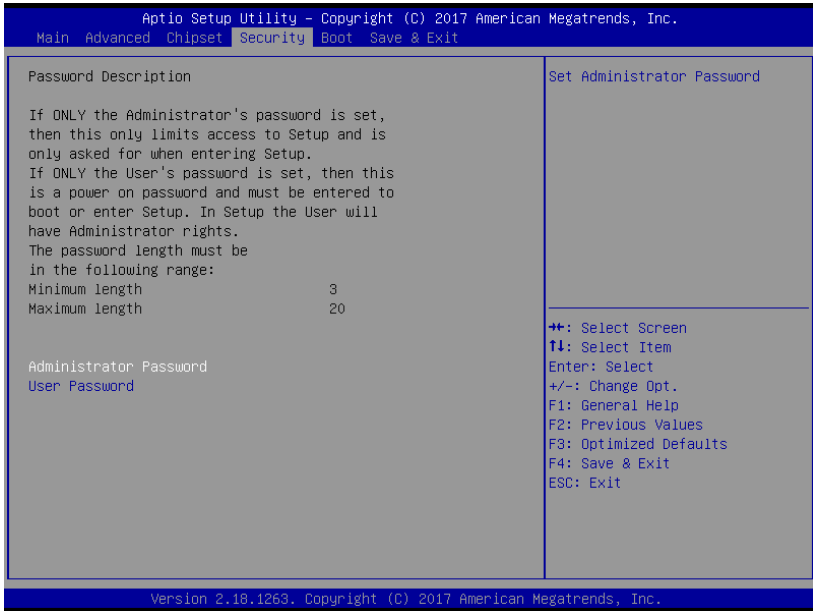 Aptio Setup Utility – Copyright (C) 2017 American Megatrends, Inc.
Main Advanced Chipset Security Boot Save & Exit
Password Description
If ONLY the Administrator's password is set,
then this only limits access to Setup and is
only asked for when entering Setup.
If ONLY the User's password is set, then this
is a power on password and must be entered to
boot or enter Setup. In Setup the User will
have Administrator rights.
The password length must be
in the following range:
Minimum length 3
Maximum length 20
Administrator Password
User Password
Set Administrator Password
→←: Select Screen
↑↓: Select Item
Enter: Select
+/-: Change Opt.
F1: General Help
F2: Previous Values
F3: Optimized Defaults
F4: Save & Exit
ESC: Exit
Version 2.18.1263. Copyright (C) 2017 American Megatrends, Inc.